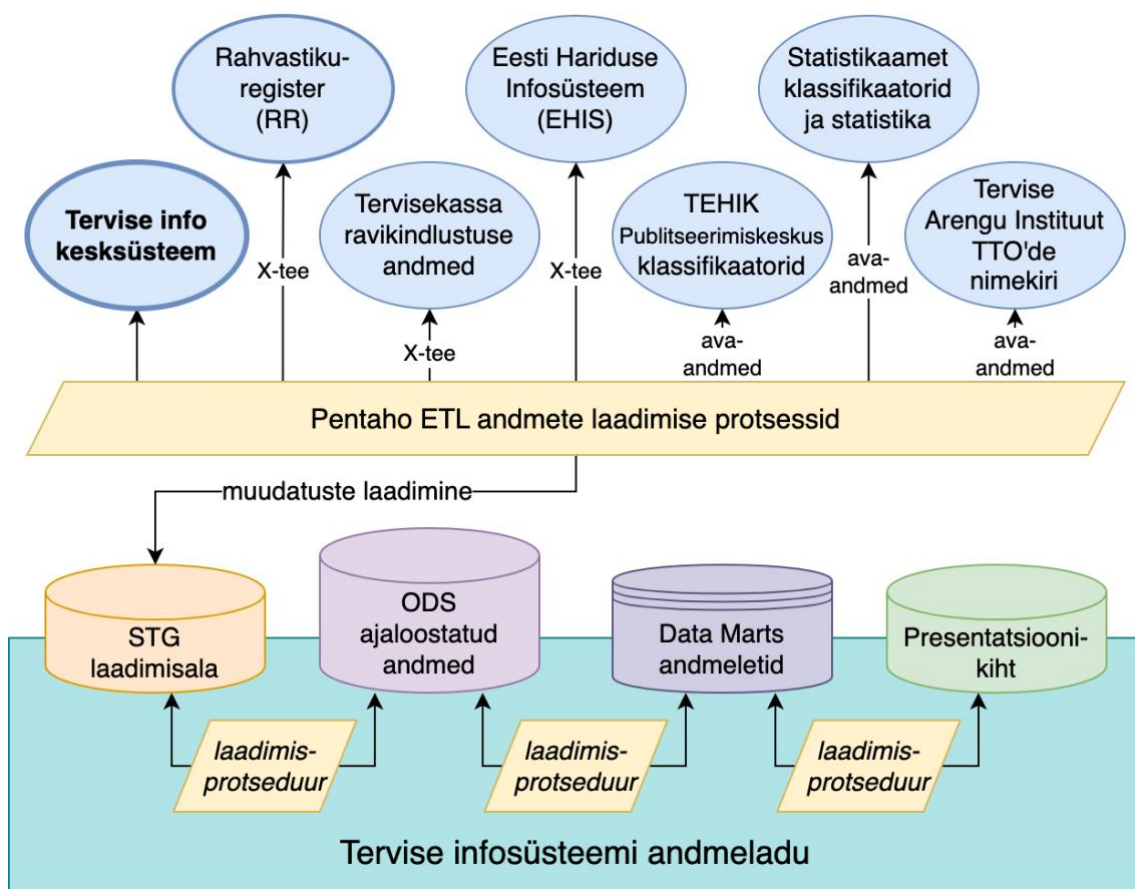 Rahvastiku-
register
(RR)
Eesti Hariduse
Infosüsteem
(EHIS)
Statistikaamet
klassifikaatorid
ja statistika
Tervise info
kesksüsteem
Tervisekassa
ravikindlustuse
andmed
TEHIK
Publitseerimiskeskus
klassifikaatorid
Tervise
Arengu Instituut
TTO'de
nimekiri
X-tee
X-tee
X-tee
ava-
andmed
ava-
andmed
ava-
andmed
Pentaho ETL andmete laadimise protsessid
muudatuste laadimine
STG
laadimisala
ODS
ajaloostatud
andmed
Data Marts
andmeletid
Presentatsiooni-
kiht
laadimis-
protseduur
laadimis-
protseduur
laadimis-
protseduur
Tervise infosüsteemi andmeladu